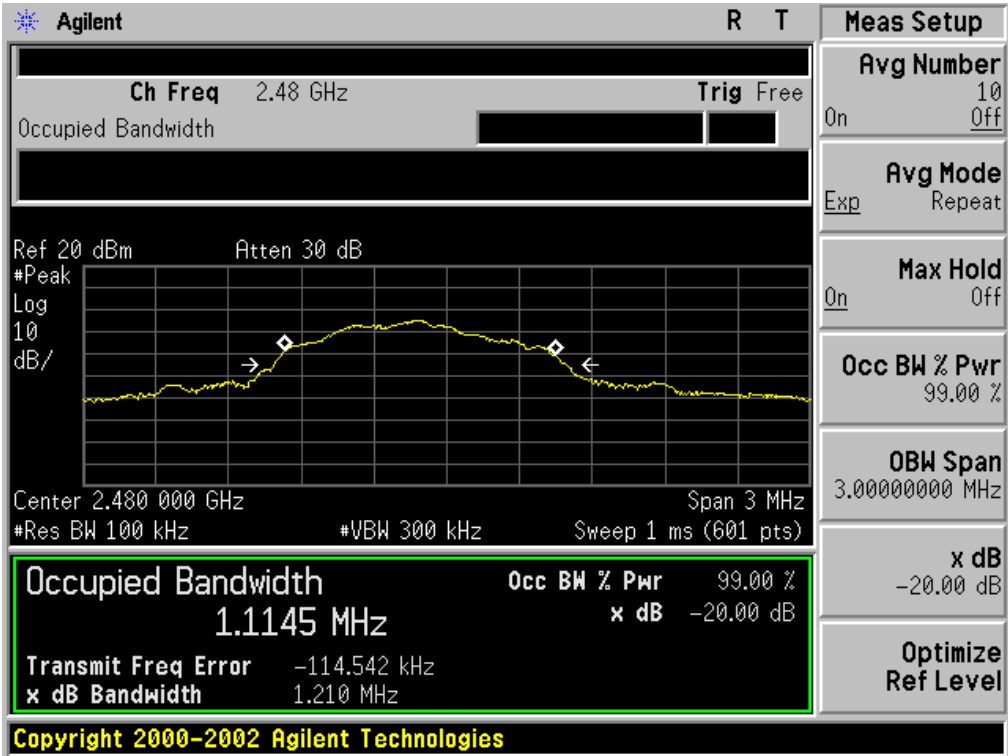 Agilent R T
Ch Freq 2.48 GHz Trig Free
Occupied Bandwidth
Ref 20 dBm Atten 30 dB
#Peak
Log
10
dB/
Center 2.480 000 GHz Span 3 MHz
#Res BW 100 kHz #VBW 300 kHz Sweep 1 ms (601 pts)
Occupied Bandwidth Occ BW % Pwr 99.00 %
1.1145 MHz x dB -20.00 dB
Transmit Freq Error -114.542 kHz
x dB Bandwidth 1.210 MHz
Copyright 2000-2002 Agilent Technologies
Meas Setup
Avg Number
10
On Off
Avg Mode
Exp Repeat
Max Hold
On Off
Occ BW % Pwr
99.00 %
OBW Span
3.00000000 MHz
x dB
-20.00 dB
Optimize
Ref Level